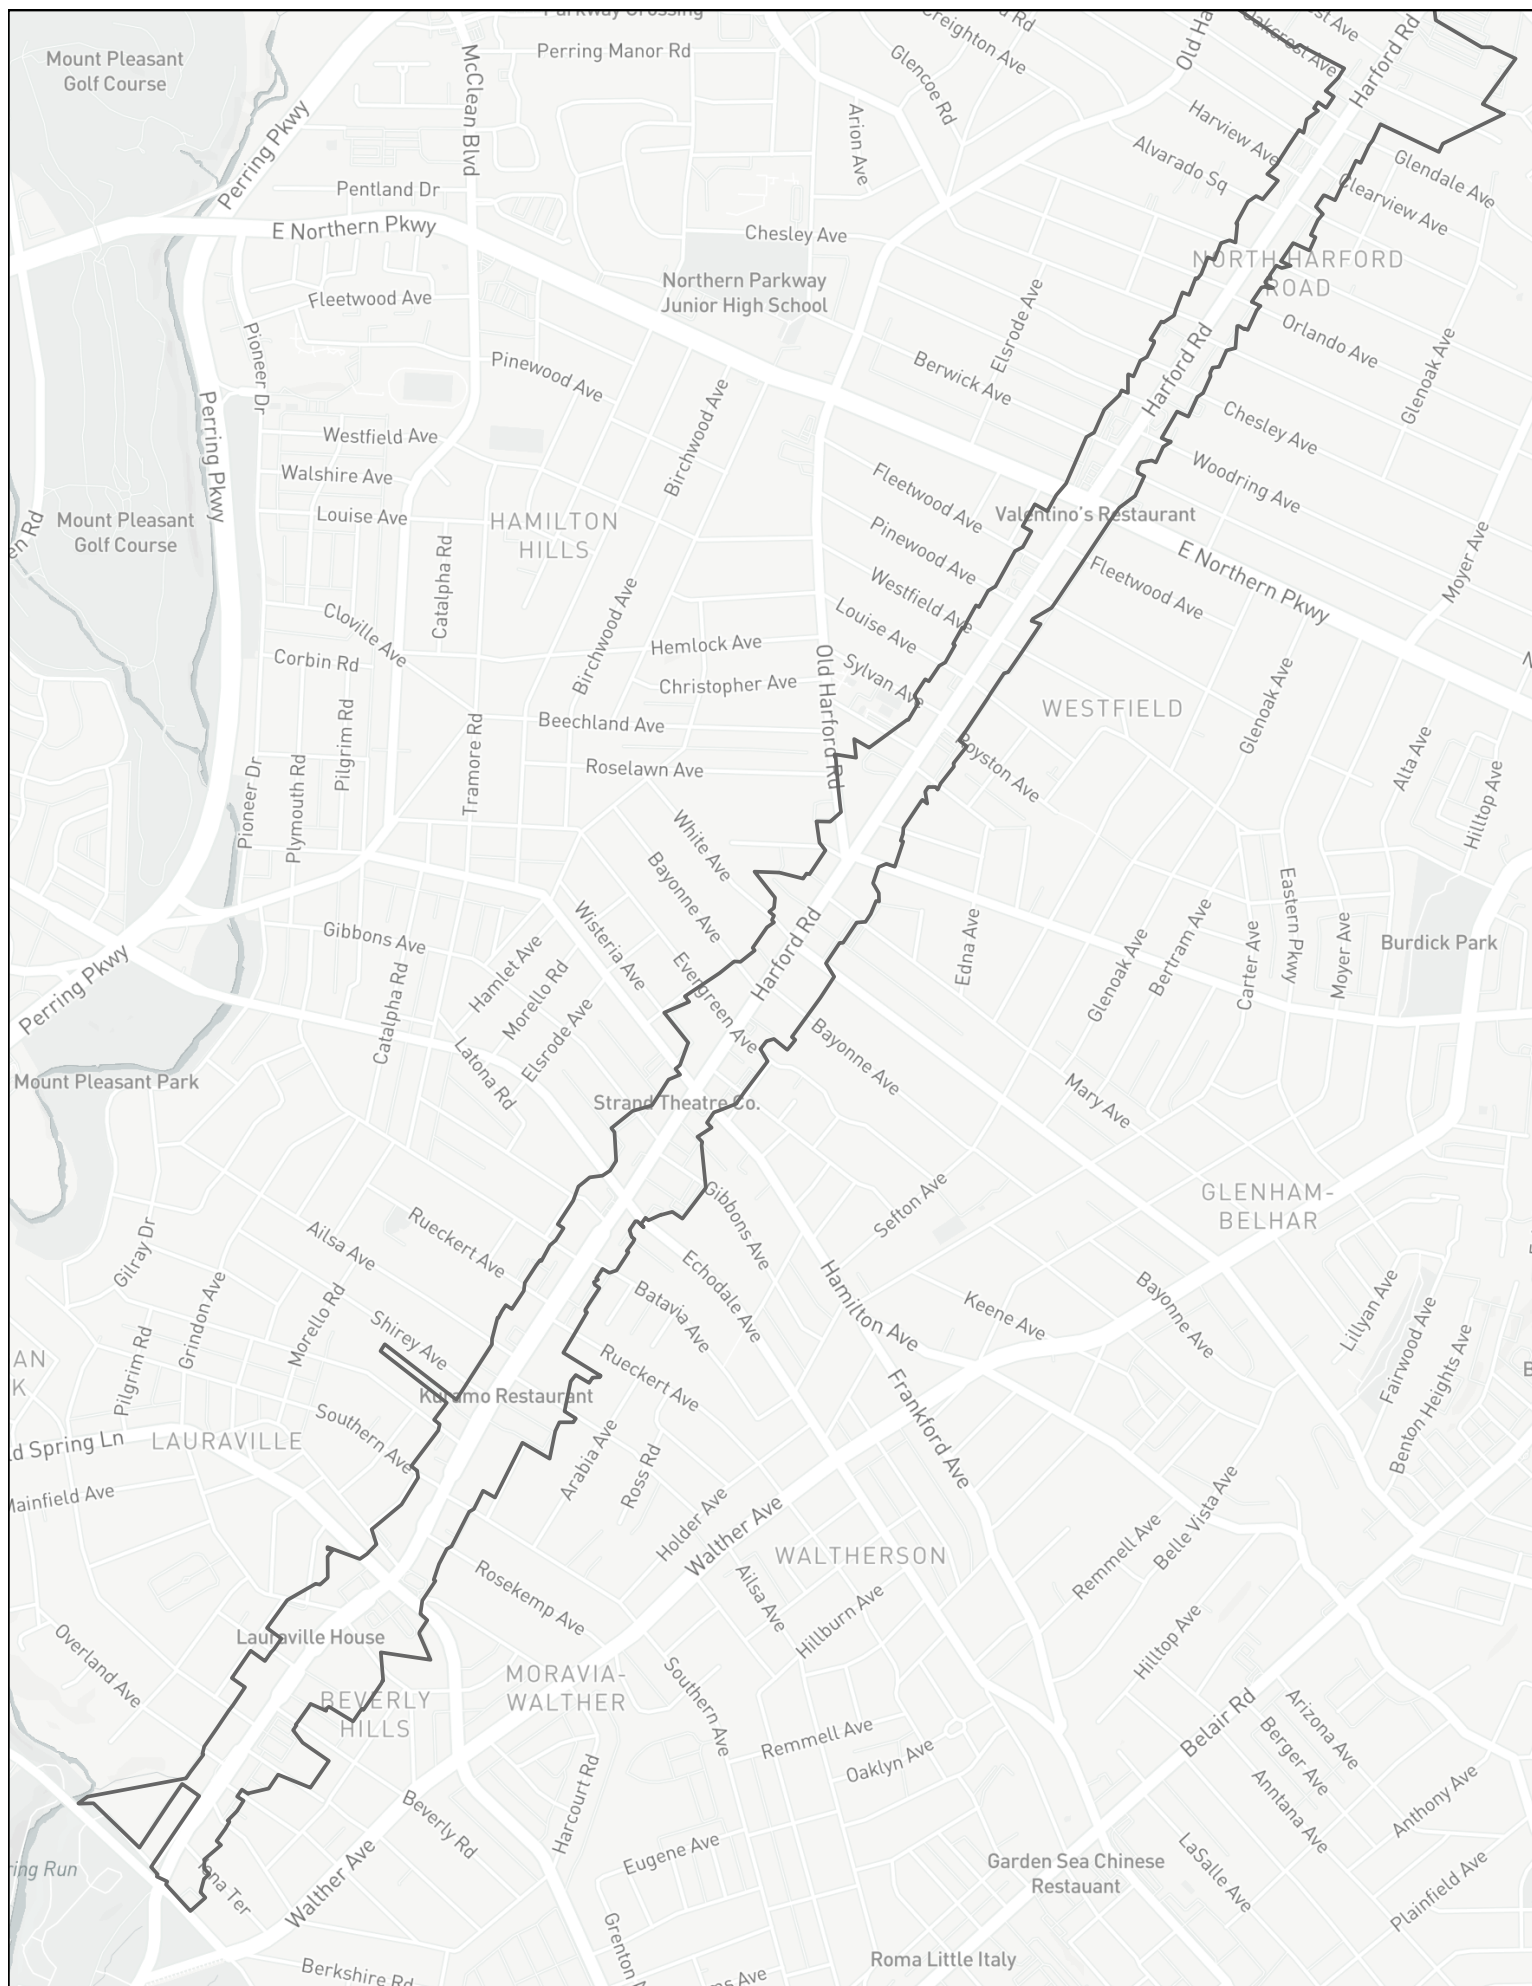 Parkway Crossing
Perring Manor Rd
Mount Pleasant
Golf Course
McClean Blvd
Creighton Ave
Glencoe Rd
Oakcrest Ave
Harford Rd
Perring Pkwy
Arion Ave
Harview Ave
Alvarado Sq
Glendale Ave
Clearview Ave
Pentland Dr
E Northern Pkwy
Chesley Ave
NORTH HARFORD
ROAD
Northern Parkway
Junior High School
Fleetwood Ave
Elsrode Ave
Orlando Ave
Glenoak Ave
Pioneer Dr
Pinewood Ave
Berwick Ave
Harford Rd
Birchwood Ave
Chesley Ave
Perring Pkwy
Westfield Ave
Walshire Ave
Louise Ave
Fleetwood Ave
Woodring Ave
Mount Pleasant
Golf Course
HAMILTON
HILLS
Valentino's Restaurant
Pinewood Ave
Catalpha Rd
Westfield Ave
E Northern Pkwy
Moyer Ave
Fleetwood Ave
Cloville Ave
Birchwood Ave
Louise Ave
Hemlock Ave
Corbin Rd
Sylvan Ave
Christopher Ave
Old Harford Rd
WESTFIELD
Glenoak Ave
Pilgrim Rd
Beechland Ave
Tramore Rd
Roselawn Ave
Royston Ave
Alta Ave
Hilltop Ave
Pioneer Dr
Plymouth Rd
White Ave
Bayonne Ave
Eastern Pkwy
Gibbons Ave
Wisteria Ave
Harford Rd
Edna Ave
Glenoak Ave
Bertram Ave
Carter Ave
Moyer Ave
Burdick Park
Perring Pkwy
Hamlet Ave
Morello Rd
Elsrode Ave
Evergreen Ave
Catalpha Rd
Latona Rd
Bayonne Ave
Mount Pleasant Park
Mary Ave
Strand Theatre Co.
GLENHAM-
BELHAR
Gibbons Ave
Sefton Ave
Gilray Dr
Ailsa Ave
Rueckert Ave
Echodale Ave
Hamilton Ave
Grindon Ave
Morello Rd
Shirey Ave
Batavia Ave
Keene Ave
Bayonne Ave
Lillyan Ave
Fairwood Ave
Benton Heights Ave
Pilgrim Rd
Rueckert Ave
Frankford Ave
Kuramo Restaurant
Southern Ave
LAURAVILLE
Arabia Ave
Ross Rd
Mainfield Ave
Holder Ave
Walther Ave
Belle Vista Ave
Remmell Ave
WALTHERSON
Rosekemp Ave
Ailsa Ave
Hillburn Ave
Lauraville House
Overland Ave
Hilltop Ave
MORAVIA-
WALTHER
BEVERLY
HILLS
Southern Ave
Remmell Ave
Oaklyn Ave
Belair Rd
Arizona Ave
Berger Ave
Anntana Ave
Anthony Ave
Harcourt Rd
Beverly Rd
Eugene Ave
LaSalle Ave
Walther Ave
Garden Sea Chinese
Restauant
Plainfield Ave
Roma Little Italy
Berkshire Rd